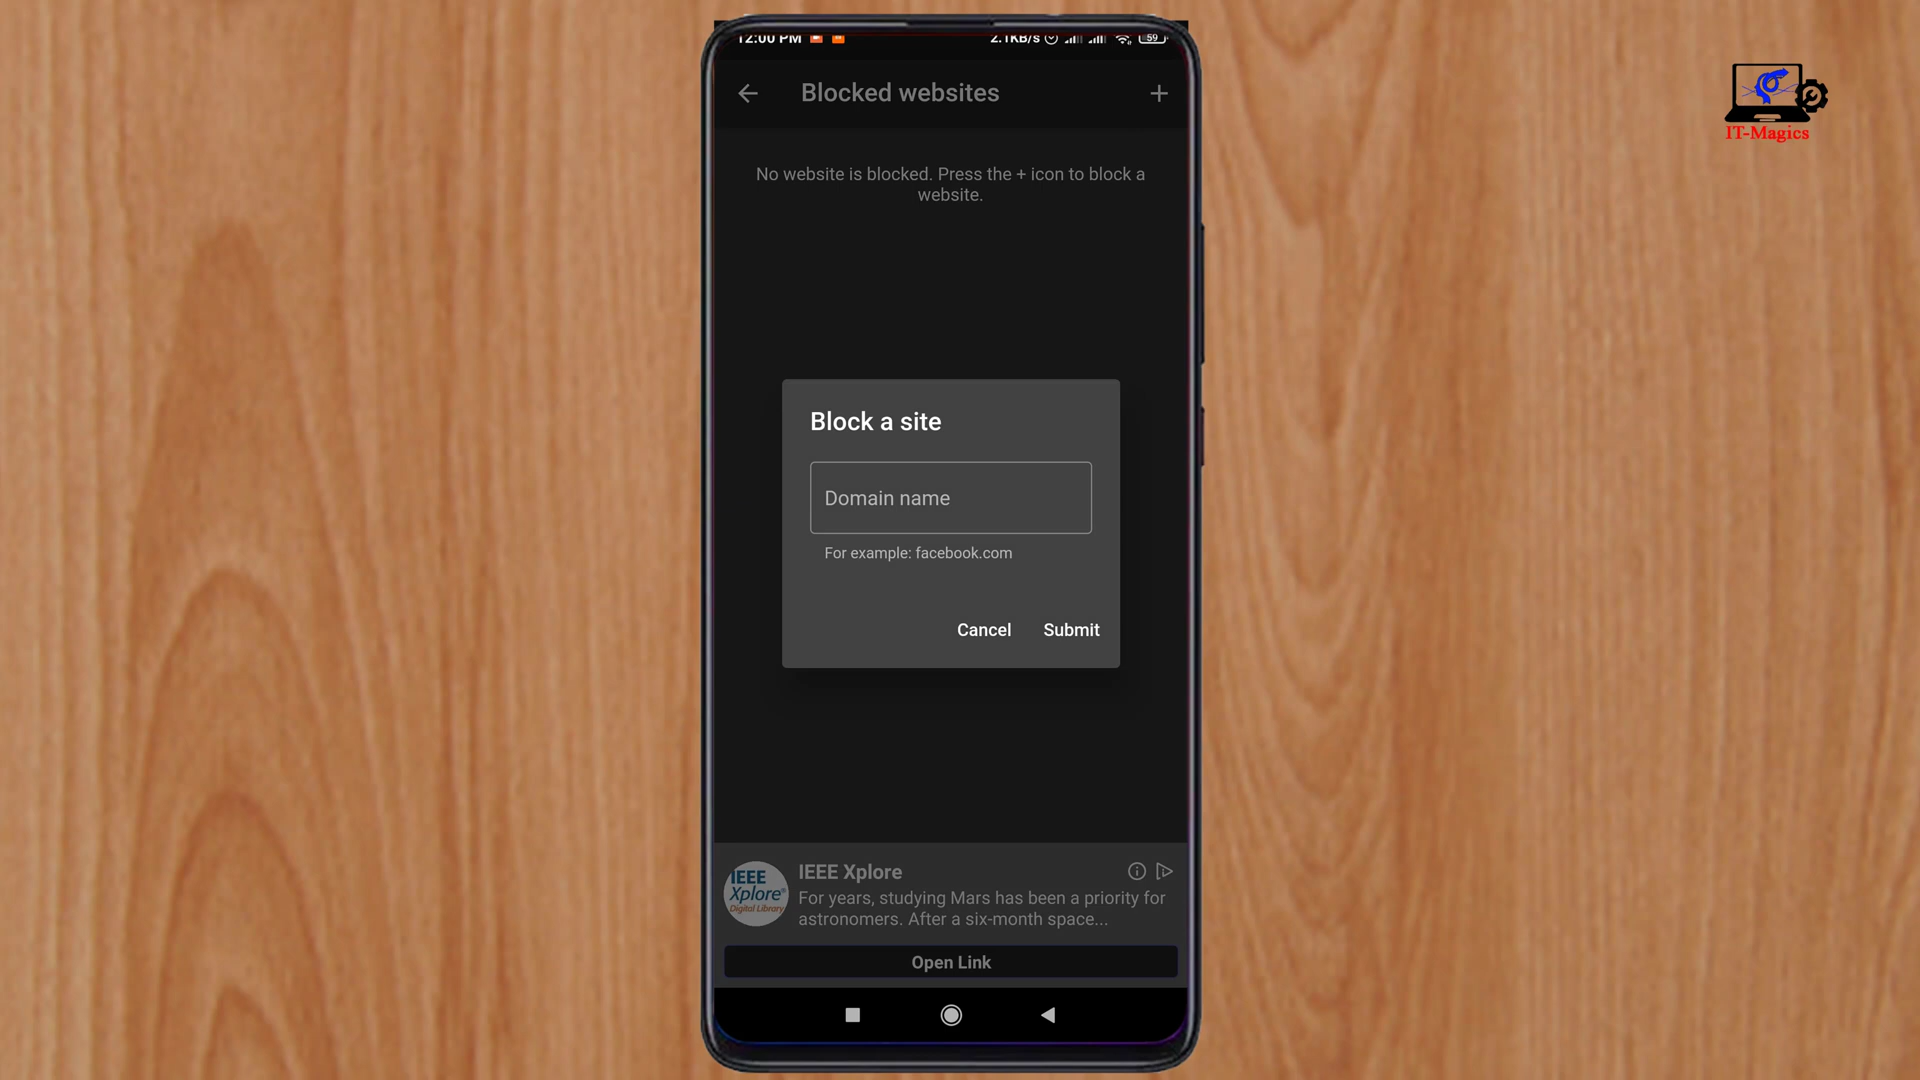 12:00 PM
2.1KB/s
59
Blocked websites
No website is blocked. Press the + icon to block a
website.
Block a site
Domain name
For example: facebook.com
Cancel
Submit
IEEE
Xplore®
Digital Library
IEEE Xplore
For years, studying Mars has been a priority for
astronomers. After a six-month space...
Open Link
IT-Magics